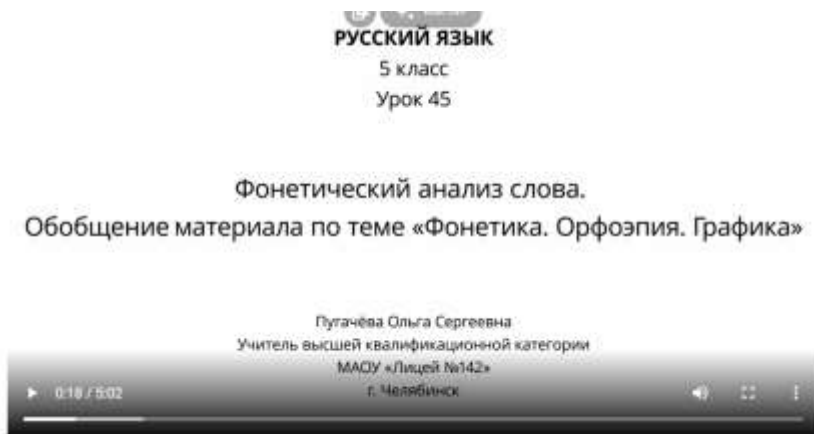 РУССКИЙ ЯЗЫК
5 класс
Урок 45
Фонетический анализ слова.
Обобщение материала по теме «Фонетика. Орфоэпия. Графика»
Пугачёва Ольга Сергеевна
Учитель высшей квалификационной категории
МАОУ «Лицей №142»
г. Челябинск
0:18 / 5:02